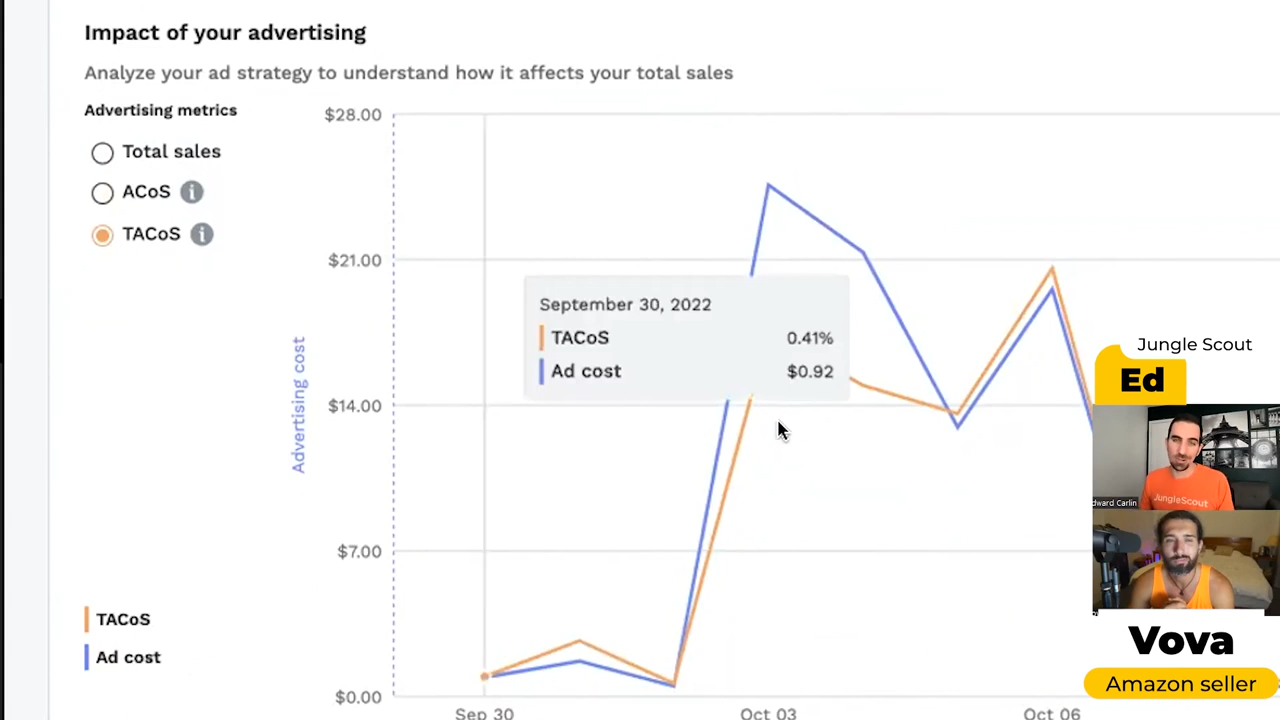 Impact of your advertising
Analyze your ad strategy to understand how it affects your total sales
Advertising metrics
Total sales
ACoS i
TACoS i
TACoS
Ad cost
Advertising cost
$28.00
$21.00
$14.00
$7.00
$0.00
Sep 30
Oct 03
Oct 06
September 30, 2022
TACoS 0.41%
Ad cost $0.92
Jungle Scout
Ed
JungleScout
dward Carlin
Vova
Amazon seller